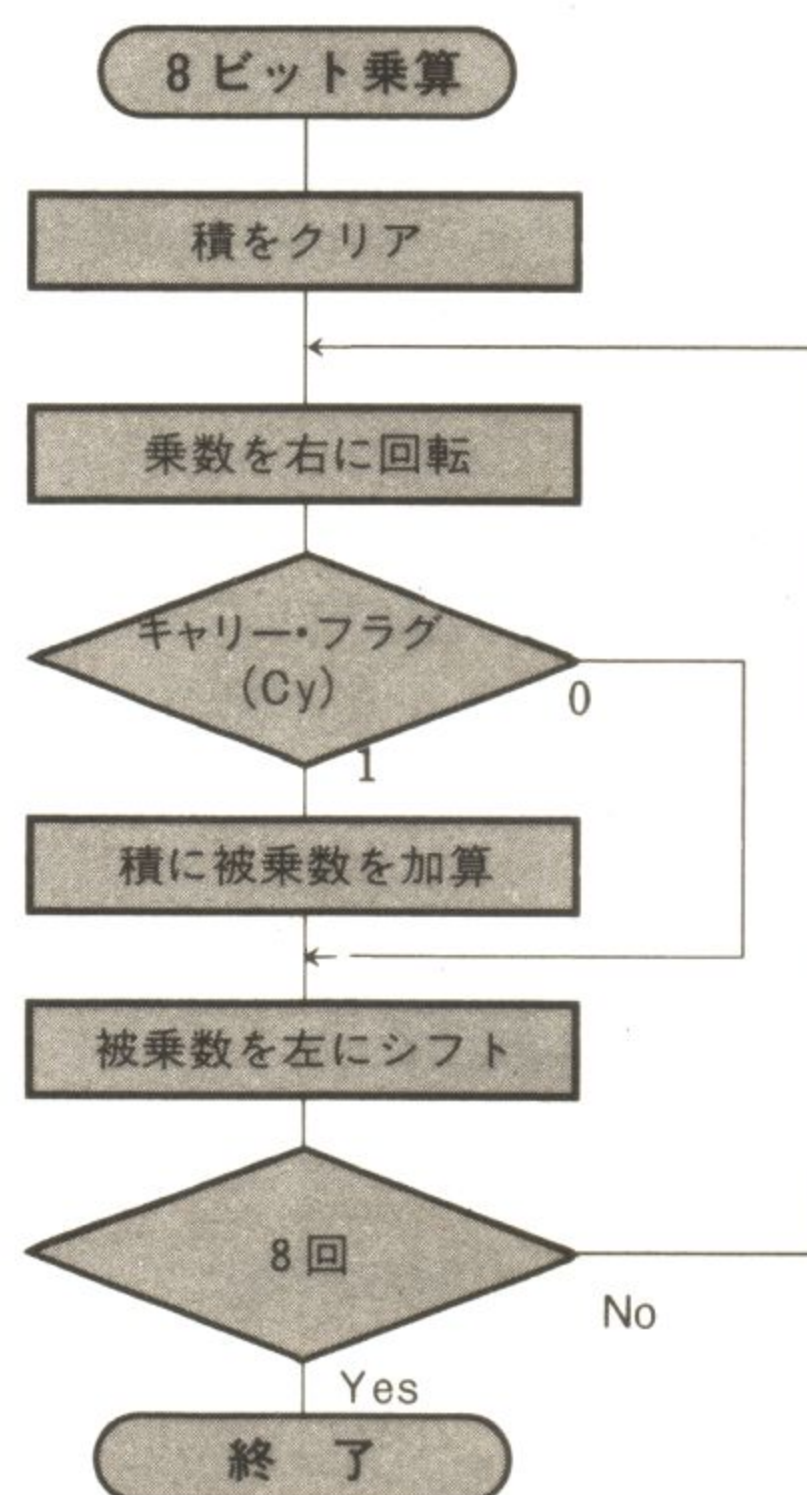 8ビット乗算
積をクリア
乗数を右に回転
キャリー・フラグ
(Cy)
0
1
積に被乗数を加算
被乗数を左にシフト
8回
No
Yes
終 了